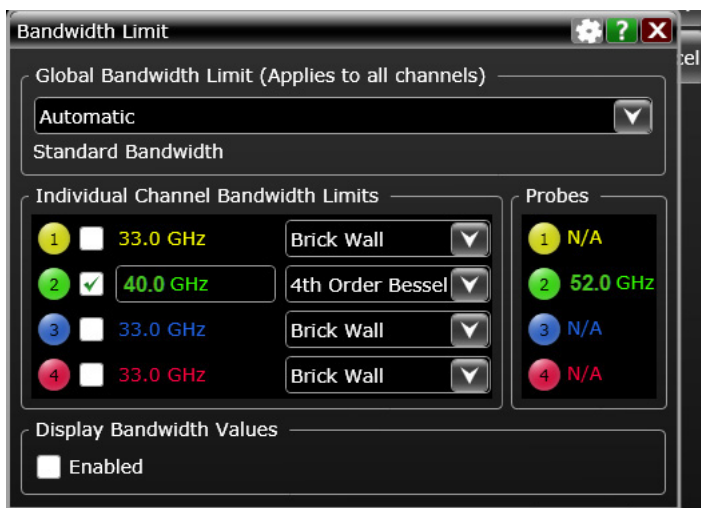 Bandwidth Limit ?
cel
Global Bandwidth Limit (Applies to all channels)
Automatic
Standard Bandwidth
Individual Channel Bandwidth Limits
1 33.0 GHz Brick Wall
2 40.0 GHz 4th Order Bessel
3 33.0 GHz Brick Wall
4 33.0 GHz Brick Wall
Probes
1 N/A
2 52.0 GHz
3 N/A
4 N/A
Display Bandwidth Values
Enabled